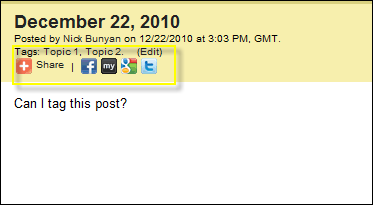 December 22, 2010
Posted by Nick Bunyan on 12/22/2010 at 3:03 PM, GMT.
Tags: Topic 1, Topic 2. (Edit)
Share | my
Can I tag this post?